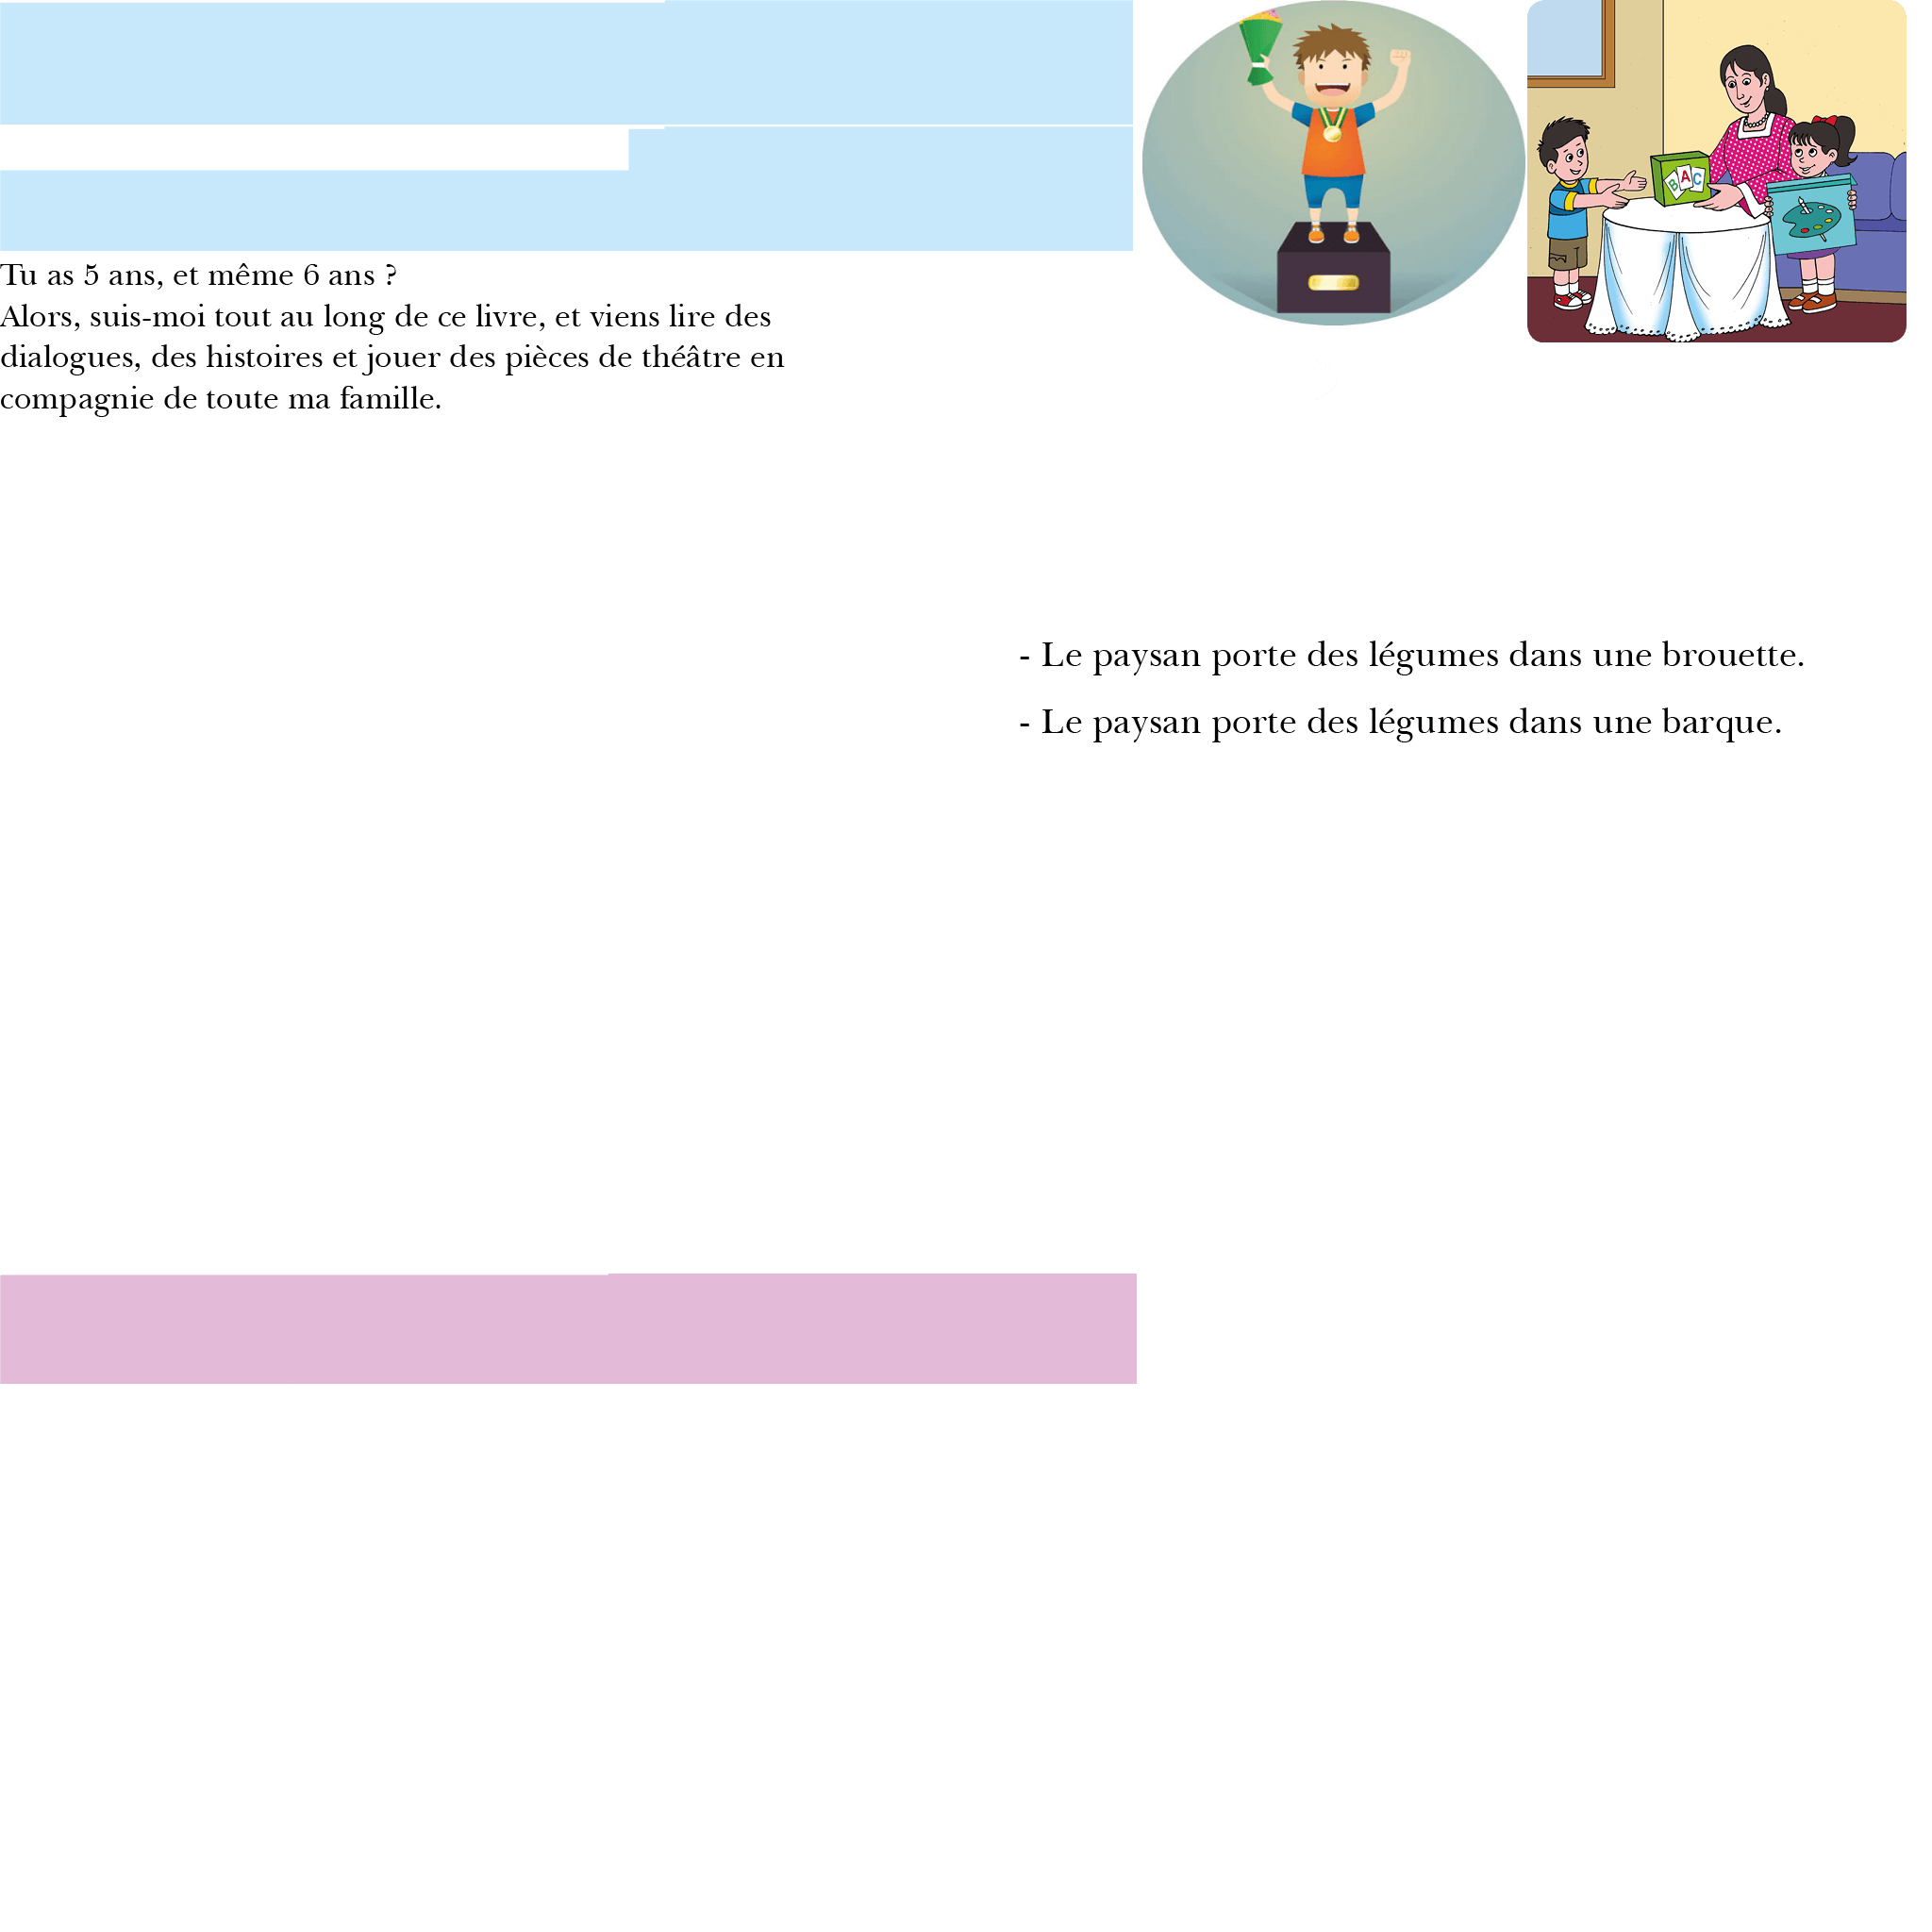 B A C
Tu as 5 ans, et même 6 ans ?
Alors, suis-moi tout au long de ce livre, et viens lire des
dialogues, des histoires et jouer des pièces de théâtre en
compagnie de toute ma famille.
- Le paysan porte des légumes dans une brouette.
- Le paysan porte des légumes dans une barque.